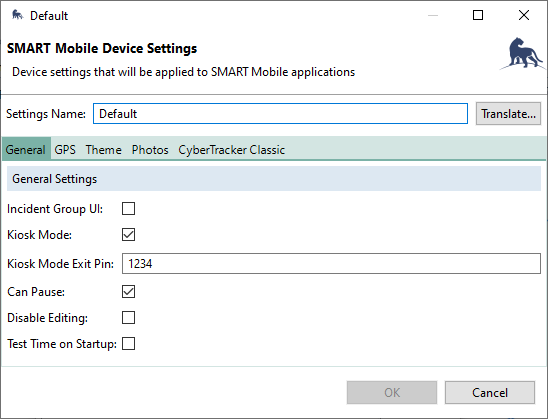 Default
SMART Mobile Device Settings
Device settings that will be applied to SMART Mobile applications
Settings Name: Default Translate...
General GPS Theme Photos CyberTracker Classic
General Settings
Incident Group UI:
Kiosk Mode:
Kiosk Mode Exit Pin: 1234
Can Pause:
Disable Editing:
Test Time on Startup:
OK Cancel